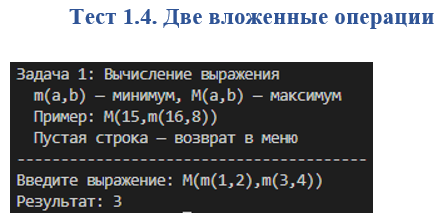 Тест 1.4. Две вложенные операции
Задача 1: Вычисление выражения
m(a,b) — минимум, M(a,b) — максимум
Пример: M(15,m(16,8))
Пустая строка — возврат в меню
----------------------------------------
Введите выражение: M(m(1,2),m(3,4))
Результат: 3